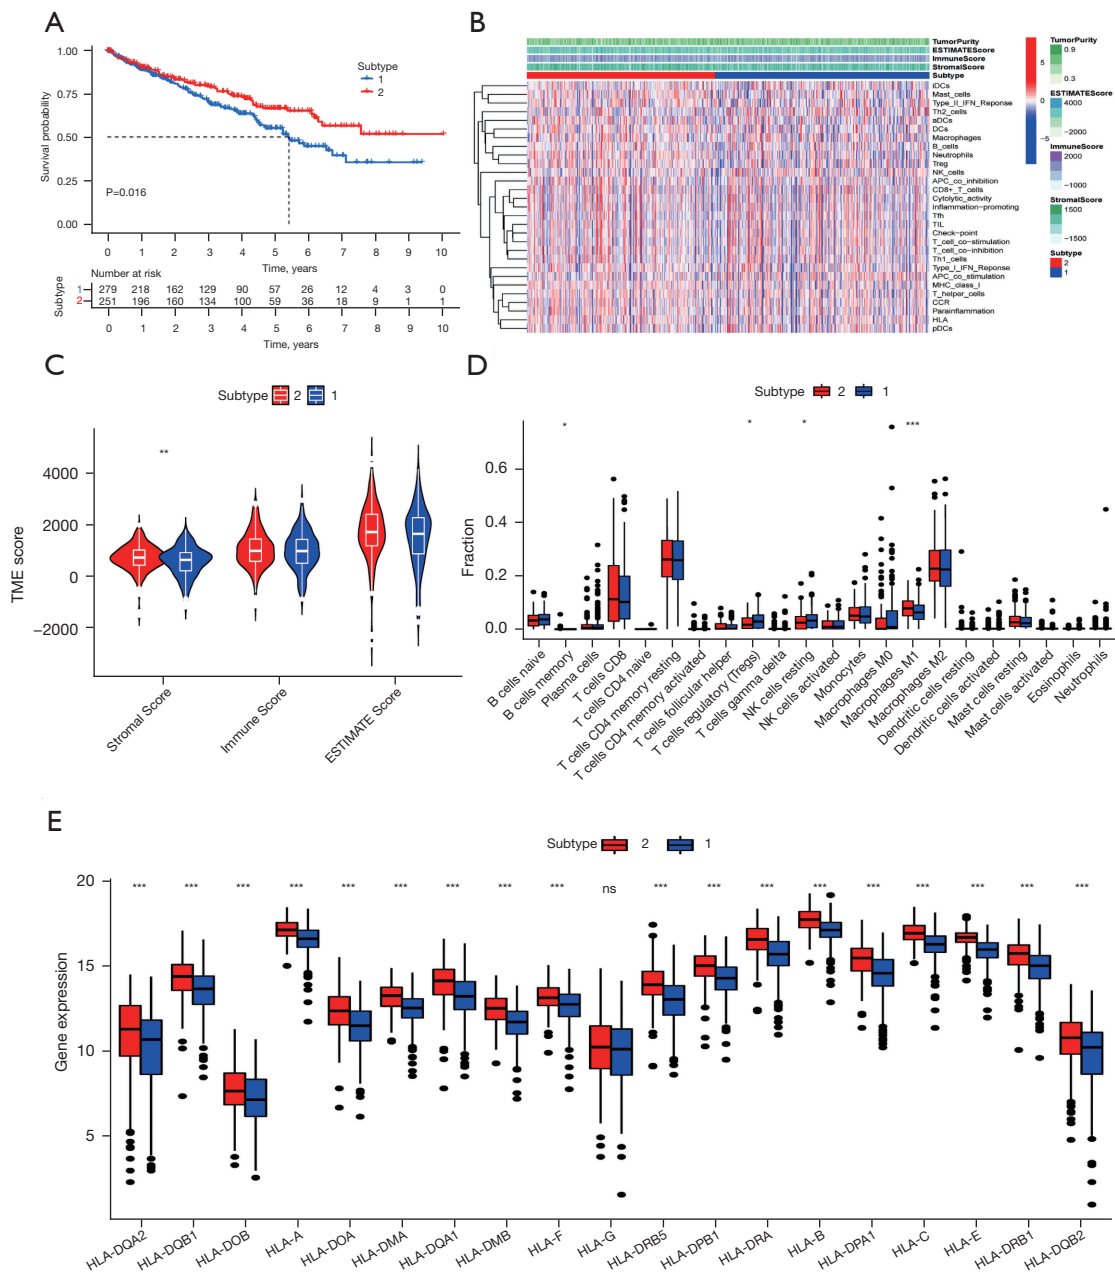 A
1.00
0.75
0.50
0.25
0.00
Survival probability
Subtype
1
2
P=0.016
0 1 2 3 4 5 6 7 8 9 10
Time, years
Number at risk
Subtype
1 279 218 162 129 90 57 26 12 4 3 0
2 251 196 160 134 100 59 36 18 9 1 1
0 1 2 3 4 5 6 7 8 9 10
Time, years
B
TumorPurity
ESTIMATEScore
ImmuneScore
StromalScore
Subtype
iDCs
Mast_cells
Type_II_IFN_Reponse
Th2_cells
aDCs
DCs
Macrophages
B_cells
Neutrophils
Treg
NK_cells
APC_co_inhibition
CD8+_T_cells
Cytolytic_activity
Inflammation-promoting
Tfh
TIL
Check-point
T_cell_co-stimulation
T_cell_co-inhibition
Th1_cells
Type_I_IFN_Reponse
APC_co_stimulation
MHC_class_I
T_helper_cells
CCR
Parainflammation
HLA
pDCs
5
0
−5
TumorPurity
0.9
0.3
ESTIMATEScore
4000
−2000
ImmuneScore
2000
−1000
StromalScore
1500
−1500
Subtype
2
1
C
Subtype 2 1
**
4000
2000
0
−2000
TME score
Stromal Score
Immune Score
ESTIMATE Score
D
Subtype 2 1
* * * ***
0.6
0.4
0.2
0.0
Fraction
B cells naive
B cells memory
Plasma cells
T cells CD8
T cells CD4 naive
T cells CD4 memory resting
T cells CD4 memory activated
T cells follicular helper
T cells regulatory (Tregs)
T cells gamma delta
NK cells resting
NK cells activated
Monocytes
Macrophages M0
Macrophages M1
Macrophages M2
Dendritic cells resting
Dendritic cells activated
Mast cells resting
Mast cells activated
Eosinophils
Neutrophils
E
Subtype 2 1
*** *** *** *** *** *** *** *** *** ns *** *** *** *** *** *** *** *** ***
20
15
10
5
Gene expression
HLA-DQA2
HLA-DQB1
HLA-DOB
HLA-A
HLA-DOA
HLA-DMA
HLA-DQA1
HLA-DMB
HLA-F
HLA-G
HLA-DRB5
HLA-DPB1
HLA-DRA
HLA-B
HLA-DPA1
HLA-C
HLA-E
HLA-DRB1
HLA-DQB2